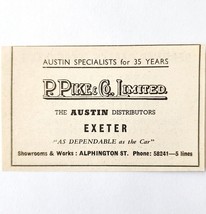 AUSTIN SPECIALISTS for 35 YEARS
P. PIKE & Co. LIMITED.
THE AUSTIN DISTRIBUTORS
EXETER
"AS DEPENDABLE as the Car"
Showrooms & Works : ALPHINGTON ST. Phone: 58241—5 lines